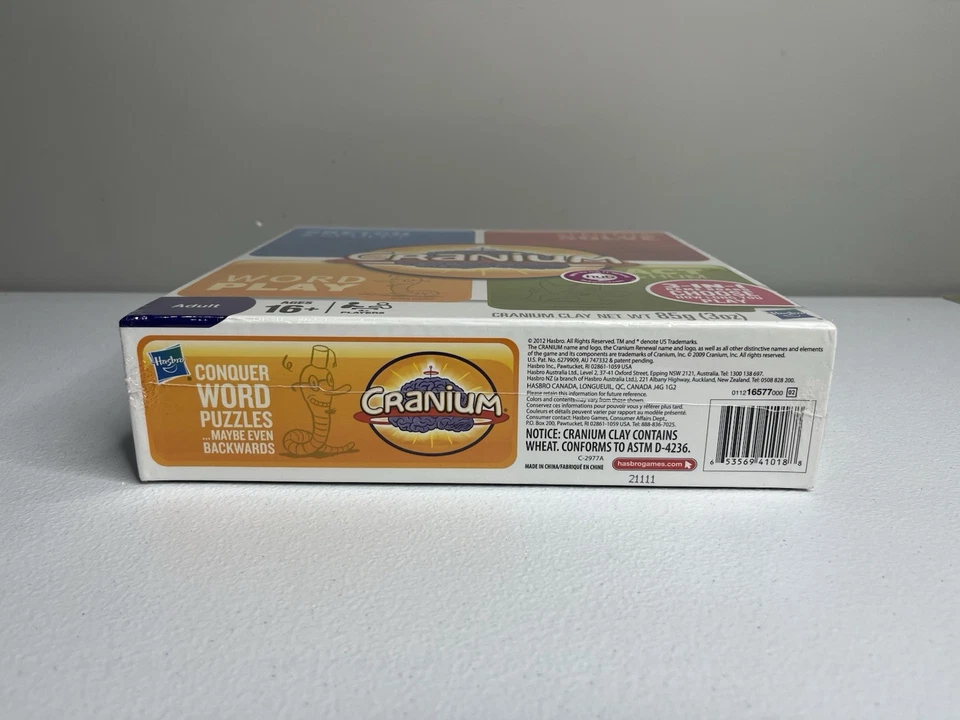 CRANIUM
WORD
PLAY
Adult
AGES
16+
PLAYERS
CRANIUM CLAY NET WT 85g (3oz)
3-IN-1
Hasbro
CONQUER
WORD
PUZZLES
...MAYBE EVEN
BACKWARDS
CRANIUM
© 2012 Hasbro. All Rights Reserved. TM and * denote US Trademarks.
The CRANIUM name and logo, the Cranium Renewal name and logo, as well as all other distinctive names and elements
of the game and its components are trademarks of Cranium, Inc. © 2009 Cranium, Inc. All rights reserved.
US. Pat. No. 6279909, AU 747332 & patent pending.
Hasbro Inc., Pawtucket, RI 02861-1059 USA
Hasbro Australia Ltd., Level 2, 37-41 Oxford Street, Epping NSW 2121, Australia. Tel: 1300 138 697.
Hasbro NZ (a branch of Hasbro Australia Ltd.), 221 Albany Highway, Auckland, New Zealand. Tel: 0508 828 200.
HASBRO CANADA, LONGUEUIL, QC, CANADA J4G 1G2
Please retain this information for future reference.
Colors and contents may vary from those shown.
Conservez ces informations pour pouvoir vous y référer plus tard.
Couleurs et détails peuvent varier par rapport au modèle présenté.
Consumer contact: Hasbro Games, Consumer Affairs Dept.,
P.O. Box 200, Pawtucket, RI 02861-1059 USA. Tel: 888-836-7025.
NOTICE: CRANIUM CLAY CONTAINS
WHEAT. CONFORMS TO ASTM D-4236.
C-2977A
MADE IN CHINA/FABRIQUÉ EN CHINE
hasbrogames.com
21111
011216577000 02
6 53569 41018 8